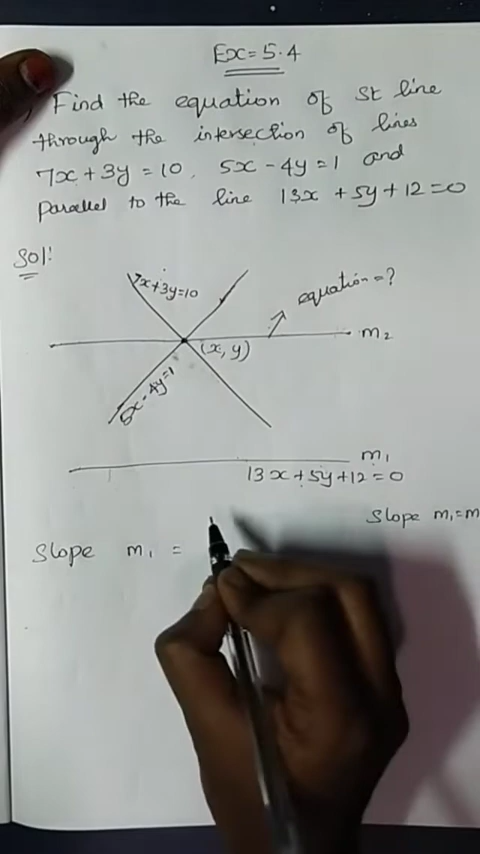 Ex=5.4
Find the equation of st line
through the intersection of lines
7x+3y=10, 5x-4y=1 and
parallel to the line 13x+5y+12=0
Sol:
7x+3y=10
equation=?
m₂
(x, y)
5x-4y=1
m₁
13x+5y+12=0
Slope m₁=m
Slope m₁ =